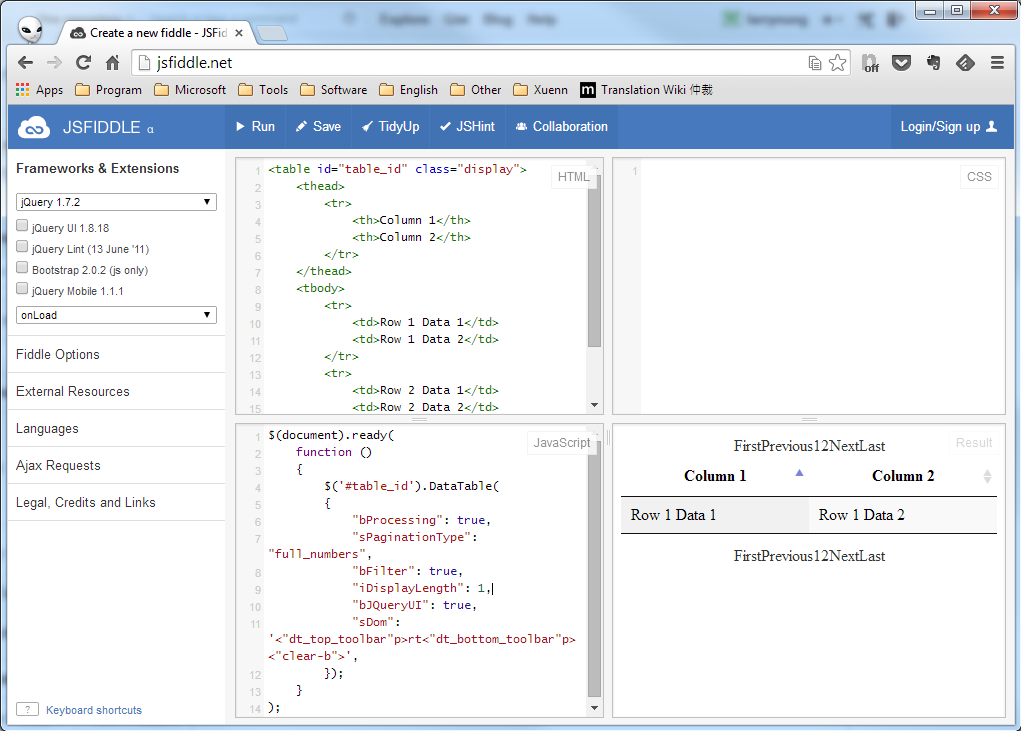 Create a new fiddle - JSFid
jsfiddle.net
off
Apps Program Microsoft Tools Software English Other Xuenn m Translation Wiki 仲裁
JSFIDDLE α Run Save TidyUp JSHint Collaboration Login/Sign up
Frameworks & Extensions
jQuery 1.7.2
jQuery UI 1.8.18
jQuery Lint (13 June '11)
Bootstrap 2.0.2 (js only)
jQuery Mobile 1.1.1
onLoad
Fiddle Options
External Resources
Languages
Ajax Requests
Legal, Credits and Links
? Keyboard shortcuts
HTML
1 <table id="table_id" class="display">
2 <thead>
3 <tr>
4 <th>Column 1</th>
5 <th>Column 2</th>
6 </tr>
7 </thead>
8 <tbody>
9 <tr>
10 <td>Row 1 Data 1</td>
11 <td>Row 1 Data 2</td>
12 </tr>
13 <tr>
14 <td>Row 2 Data 1</td>
15 <td>Row 2 Data 2</td>
CSS
1
JavaScript
1 $(document).ready(
2 function ()
3 {
4 $('#table_id').DataTable(
5 {
6 "bProcessing": true,
7 "sPaginationType":
"full_numbers",
8 "bFilter": true,
9 "iDisplayLength": 1,
10 "bJQueryUI": true,
11 "sDom":
'<"dt_top_toolbar"p>rt<"dt_bottom_toolbar"p>
<"clear-b">',
12 });
13 }
14 );
Result
FirstPrevious12NextLast
Column 1 Column 2
Row 1 Data 1 Row 1 Data 2
FirstPrevious12NextLast